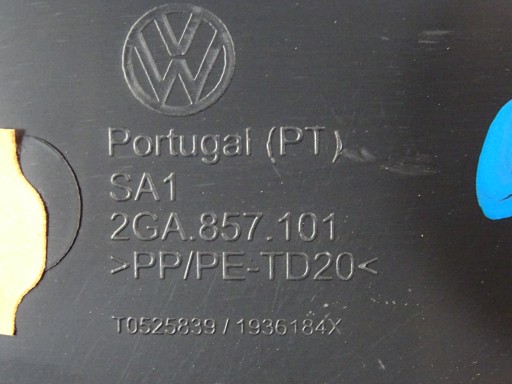 Portugal (PT)
SA1
2GA.857.101
>PP/PE-TD20<
T0525839 / 1936184X